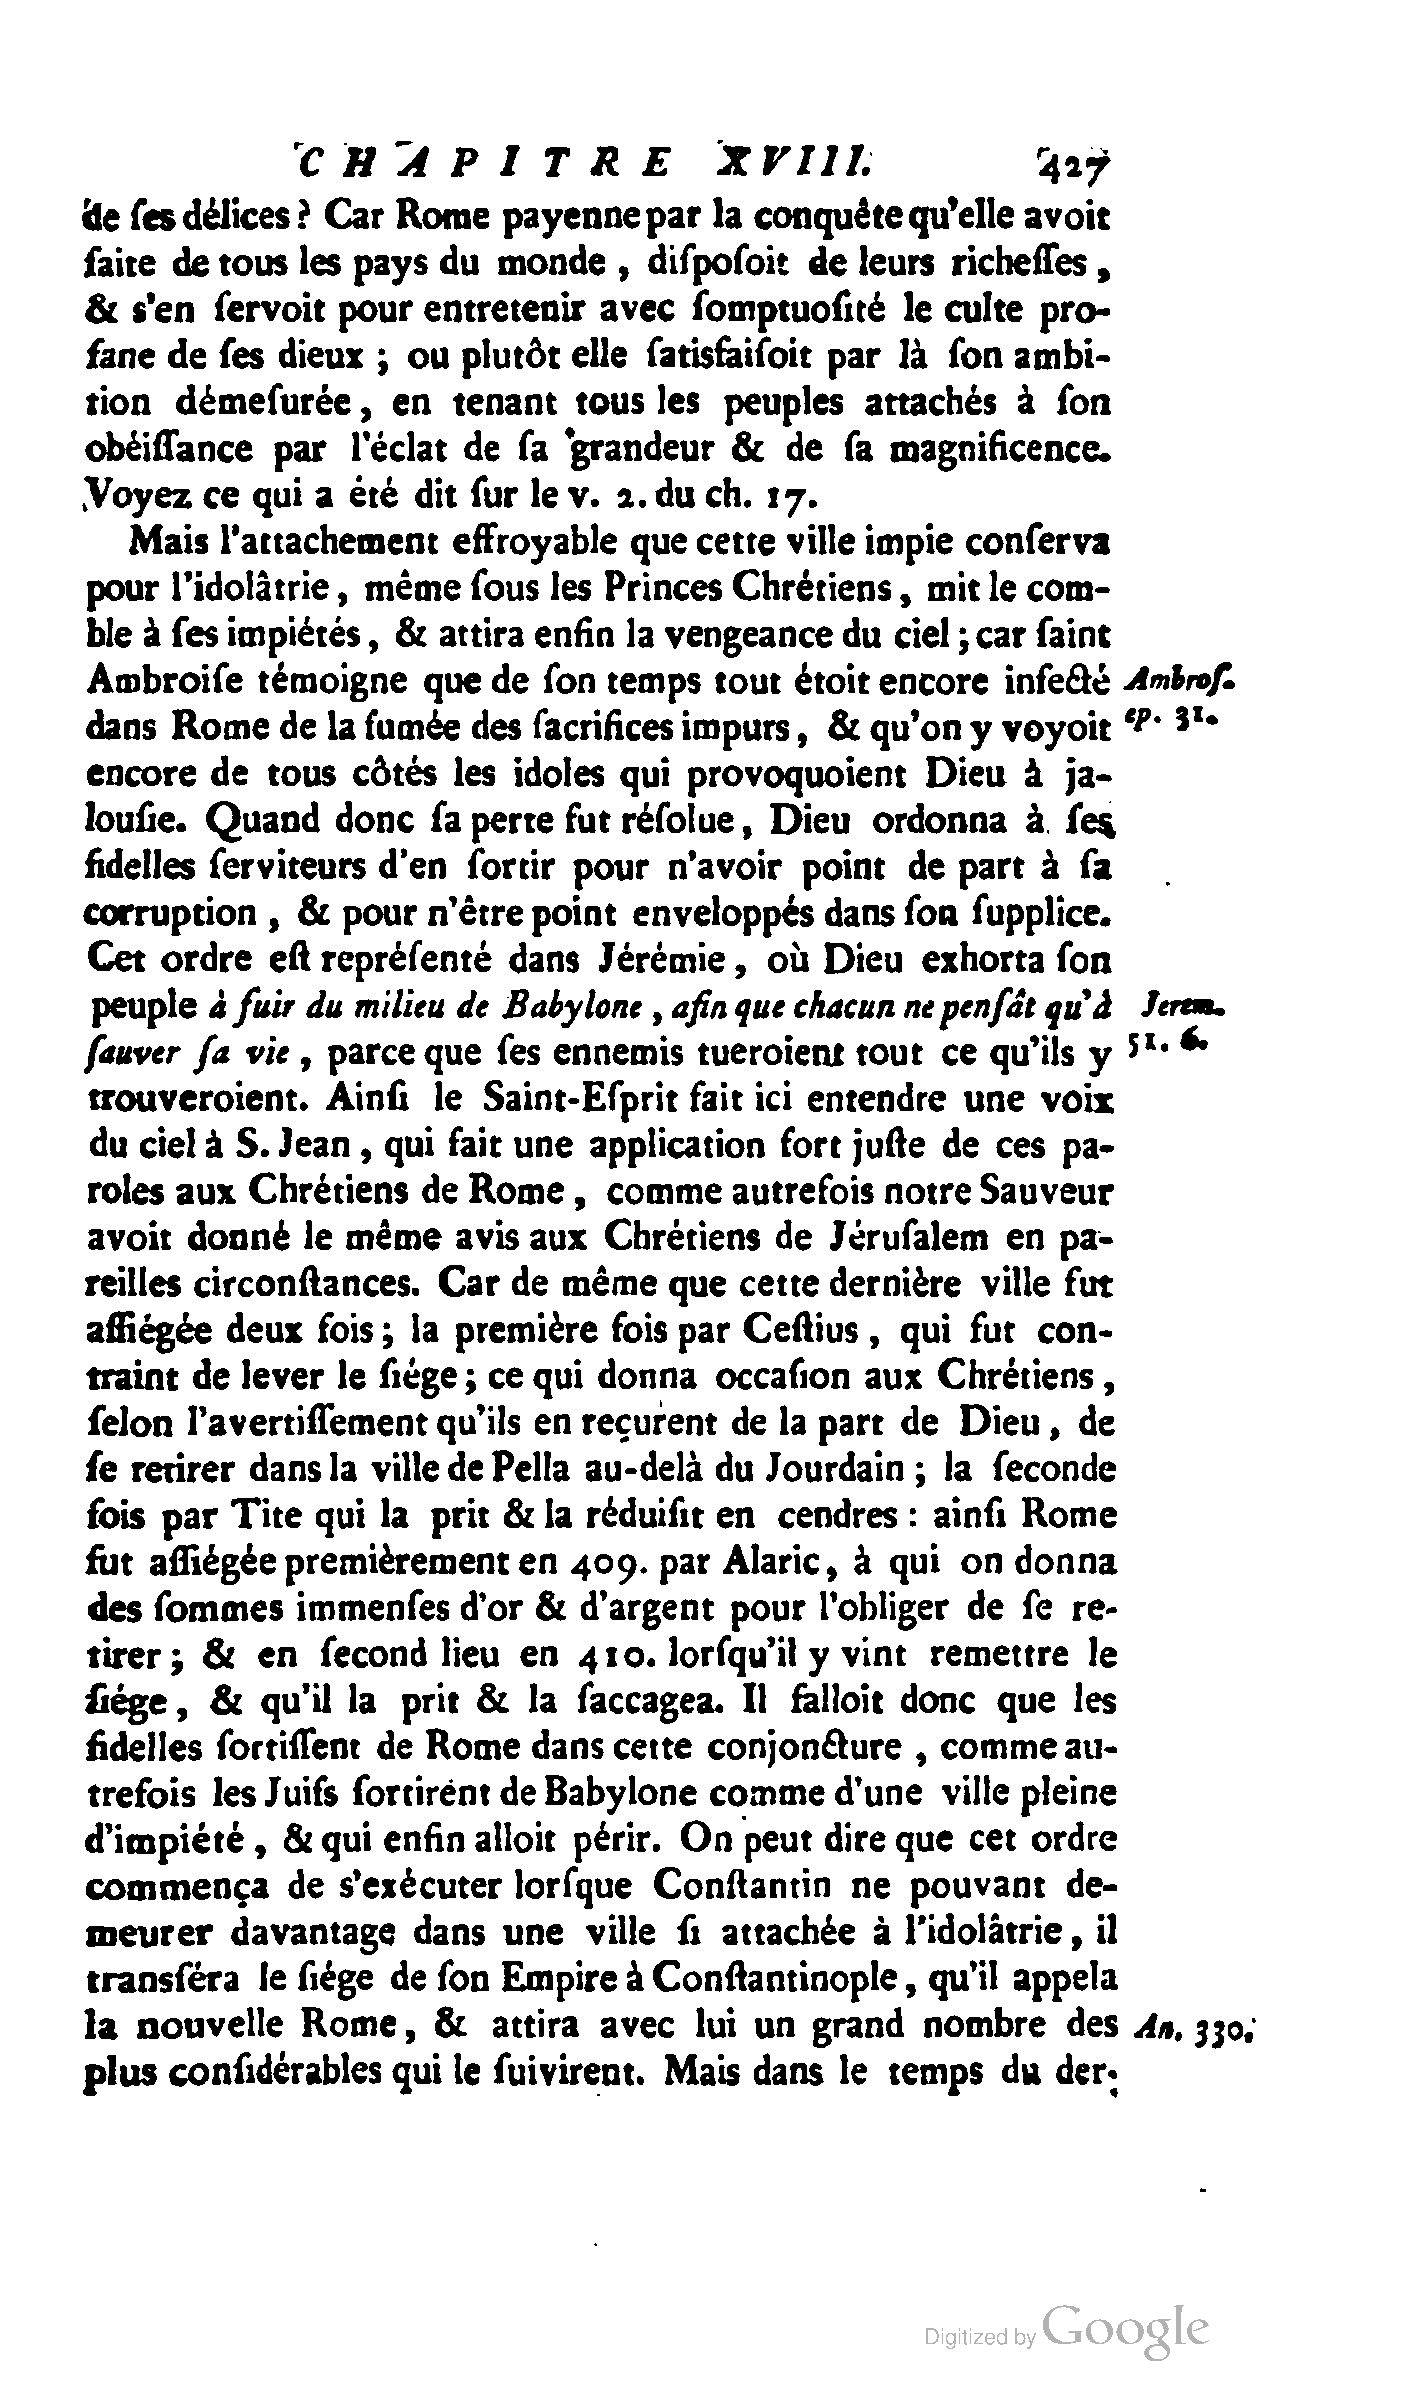 CHAPITRE XVIII. 427
de ſes délices ? Car Rome payenne par la conquête qu'elle avoit
faite de tous les pays du monde , diſpoſoit de leurs richeſſes ,
& s'en ſervoit pour entretenir avec ſomptuoſité le culte pro-
fane de ſes dieux ; ou plutôt elle ſatisfaiſoit par là ſon ambi-
tion démeſurée , en tenant tous les peuples attachés à ſon
obéiſſance par l'éclat de ſa grandeur & de ſa magnificence.
Voyez ce qui a été dit ſur le v. 2. du ch. 17.
Mais l'attachement effroyable que cette ville impie conſerva
pour l'idolâtrie , même ſous les Princes Chrétiens , mit le com-
ble à ſes impiétés , & attira enfin la vengeance du ciel ; car ſaint
Ambroiſe témoigne que de ſon temps tout étoit encore infecté Ambroſ.
dans Rome de la fumée des ſacrifices impurs , & qu'on y voyoit ep. 31.
encore de tous côtés les idoles qui provoquoient Dieu à ja-
louſie. Quand donc ſa perte fut réſolue , Dieu ordonna à ſes
fidelles ſerviteurs d'en ſortir pour n'avoir point de part à ſa
corruption , & pour n'être point enveloppés dans ſon ſupplice.
Cet ordre eſt repréſenté dans Jérémie , où Dieu exhorta ſon
peuple à fuir du milieu de Babylone , afin que chacun ne penſât qu'à Jerem.
ſauver ſa vie , parce que ſes ennemis tueroient tout ce qu'ils y 51. 6.
trouveroient. Ainſi le Saint-Eſprit fait ici entendre une voix
du ciel à S. Jean , qui fait une application fort juſte de ces pa-
roles aux Chrétiens de Rome , comme autrefois notre Sauveur
avoit donné le même avis aux Chrétiens de Jéruſalem en pa-
reilles circonſtances. Car de même que cette dernière ville fut
aſſiégée deux fois ; la première fois par Ceſtius , qui fut con-
traint de lever le ſiége ; ce qui donna occaſion aux Chrétiens ,
ſelon l'avertiſſement qu'ils en reçurent de la part de Dieu , de
ſe retirer dans la ville de Pella au-delà du Jourdain ; la ſeconde
fois par Tite qui la prit & la réduiſit en cendres : ainſi Rome
fut aſſiégée premièrement en 409. par Alaric , à qui on donna
des ſommes immenſes d'or & d'argent pour l'obliger de ſe re-
tirer ; & en ſecond lieu en 410. lorſqu'il y vint remettre le
ſiége , & qu'il la prit & la ſaccagea. Il falloit donc que les
fidelles ſortiſſent de Rome dans cette conjoncture , comme au-
trefois les Juifs ſortirent de Babylone comme d'une ville pleine
d'impiété , & qui enfin alloit périr. On peut dire que cet ordre
commença de s'exécuter lorſque Conſtantin ne pouvant de-
meurer davantage dans une ville ſi attachée à l'idolâtrie , il
transféra le ſiége de ſon Empire à Conſtantinople , qu'il appela
la nouvelle Rome , & attira avec lui un grand nombre des An. 330.
plus conſidérables qui le ſuivirent. Mais dans le temps du der-
Digitized by Google